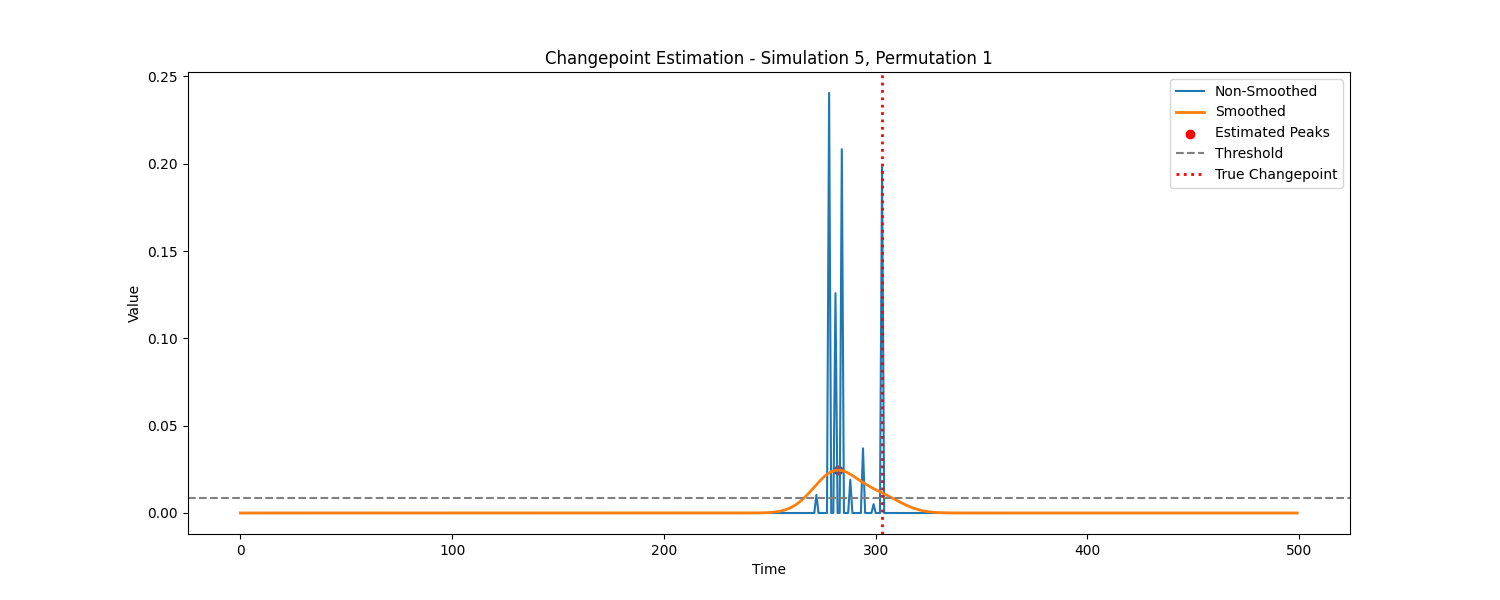 Changepoint Estimation - Simulation 5, Permutation 1
0.25
0.20
0.15
0.10
0.05
0.00
Value
Non-Smoothed
Smoothed
Estimated Peaks
Threshold
True Changepoint
0 100 200 300 400 500
Time